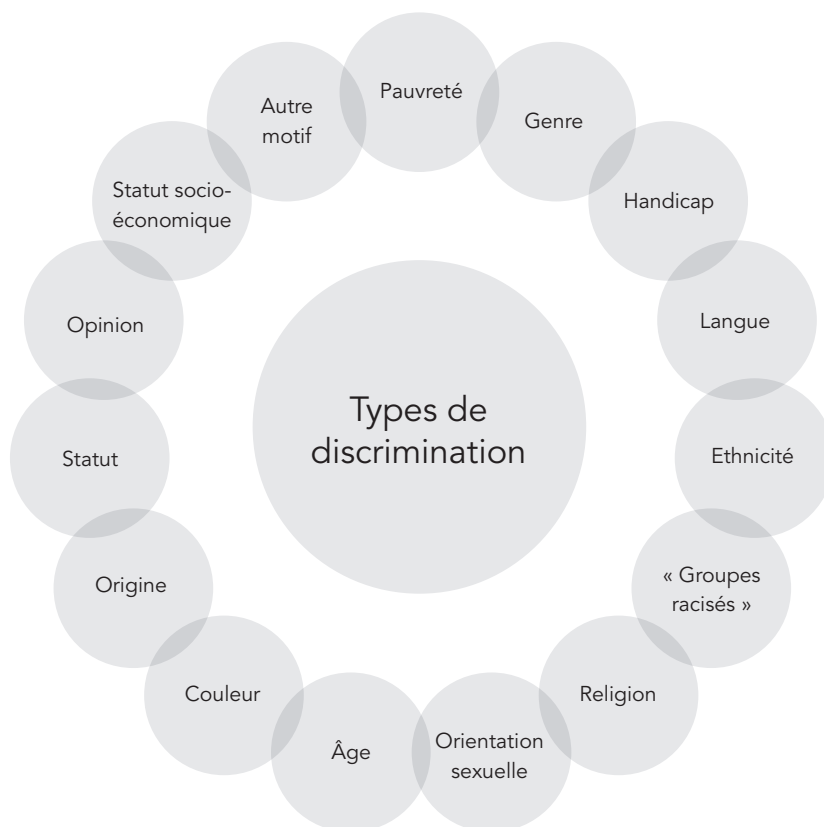 Pauvreté
Genre
Handicap
Langue
Ethnicité
« Groupes
racisés »
Religion
Orientation
sexuelle
Âge
Couleur
Origine
Statut
Opinion
Statut socio-
économique
Autre
motif
Types de
discrimination